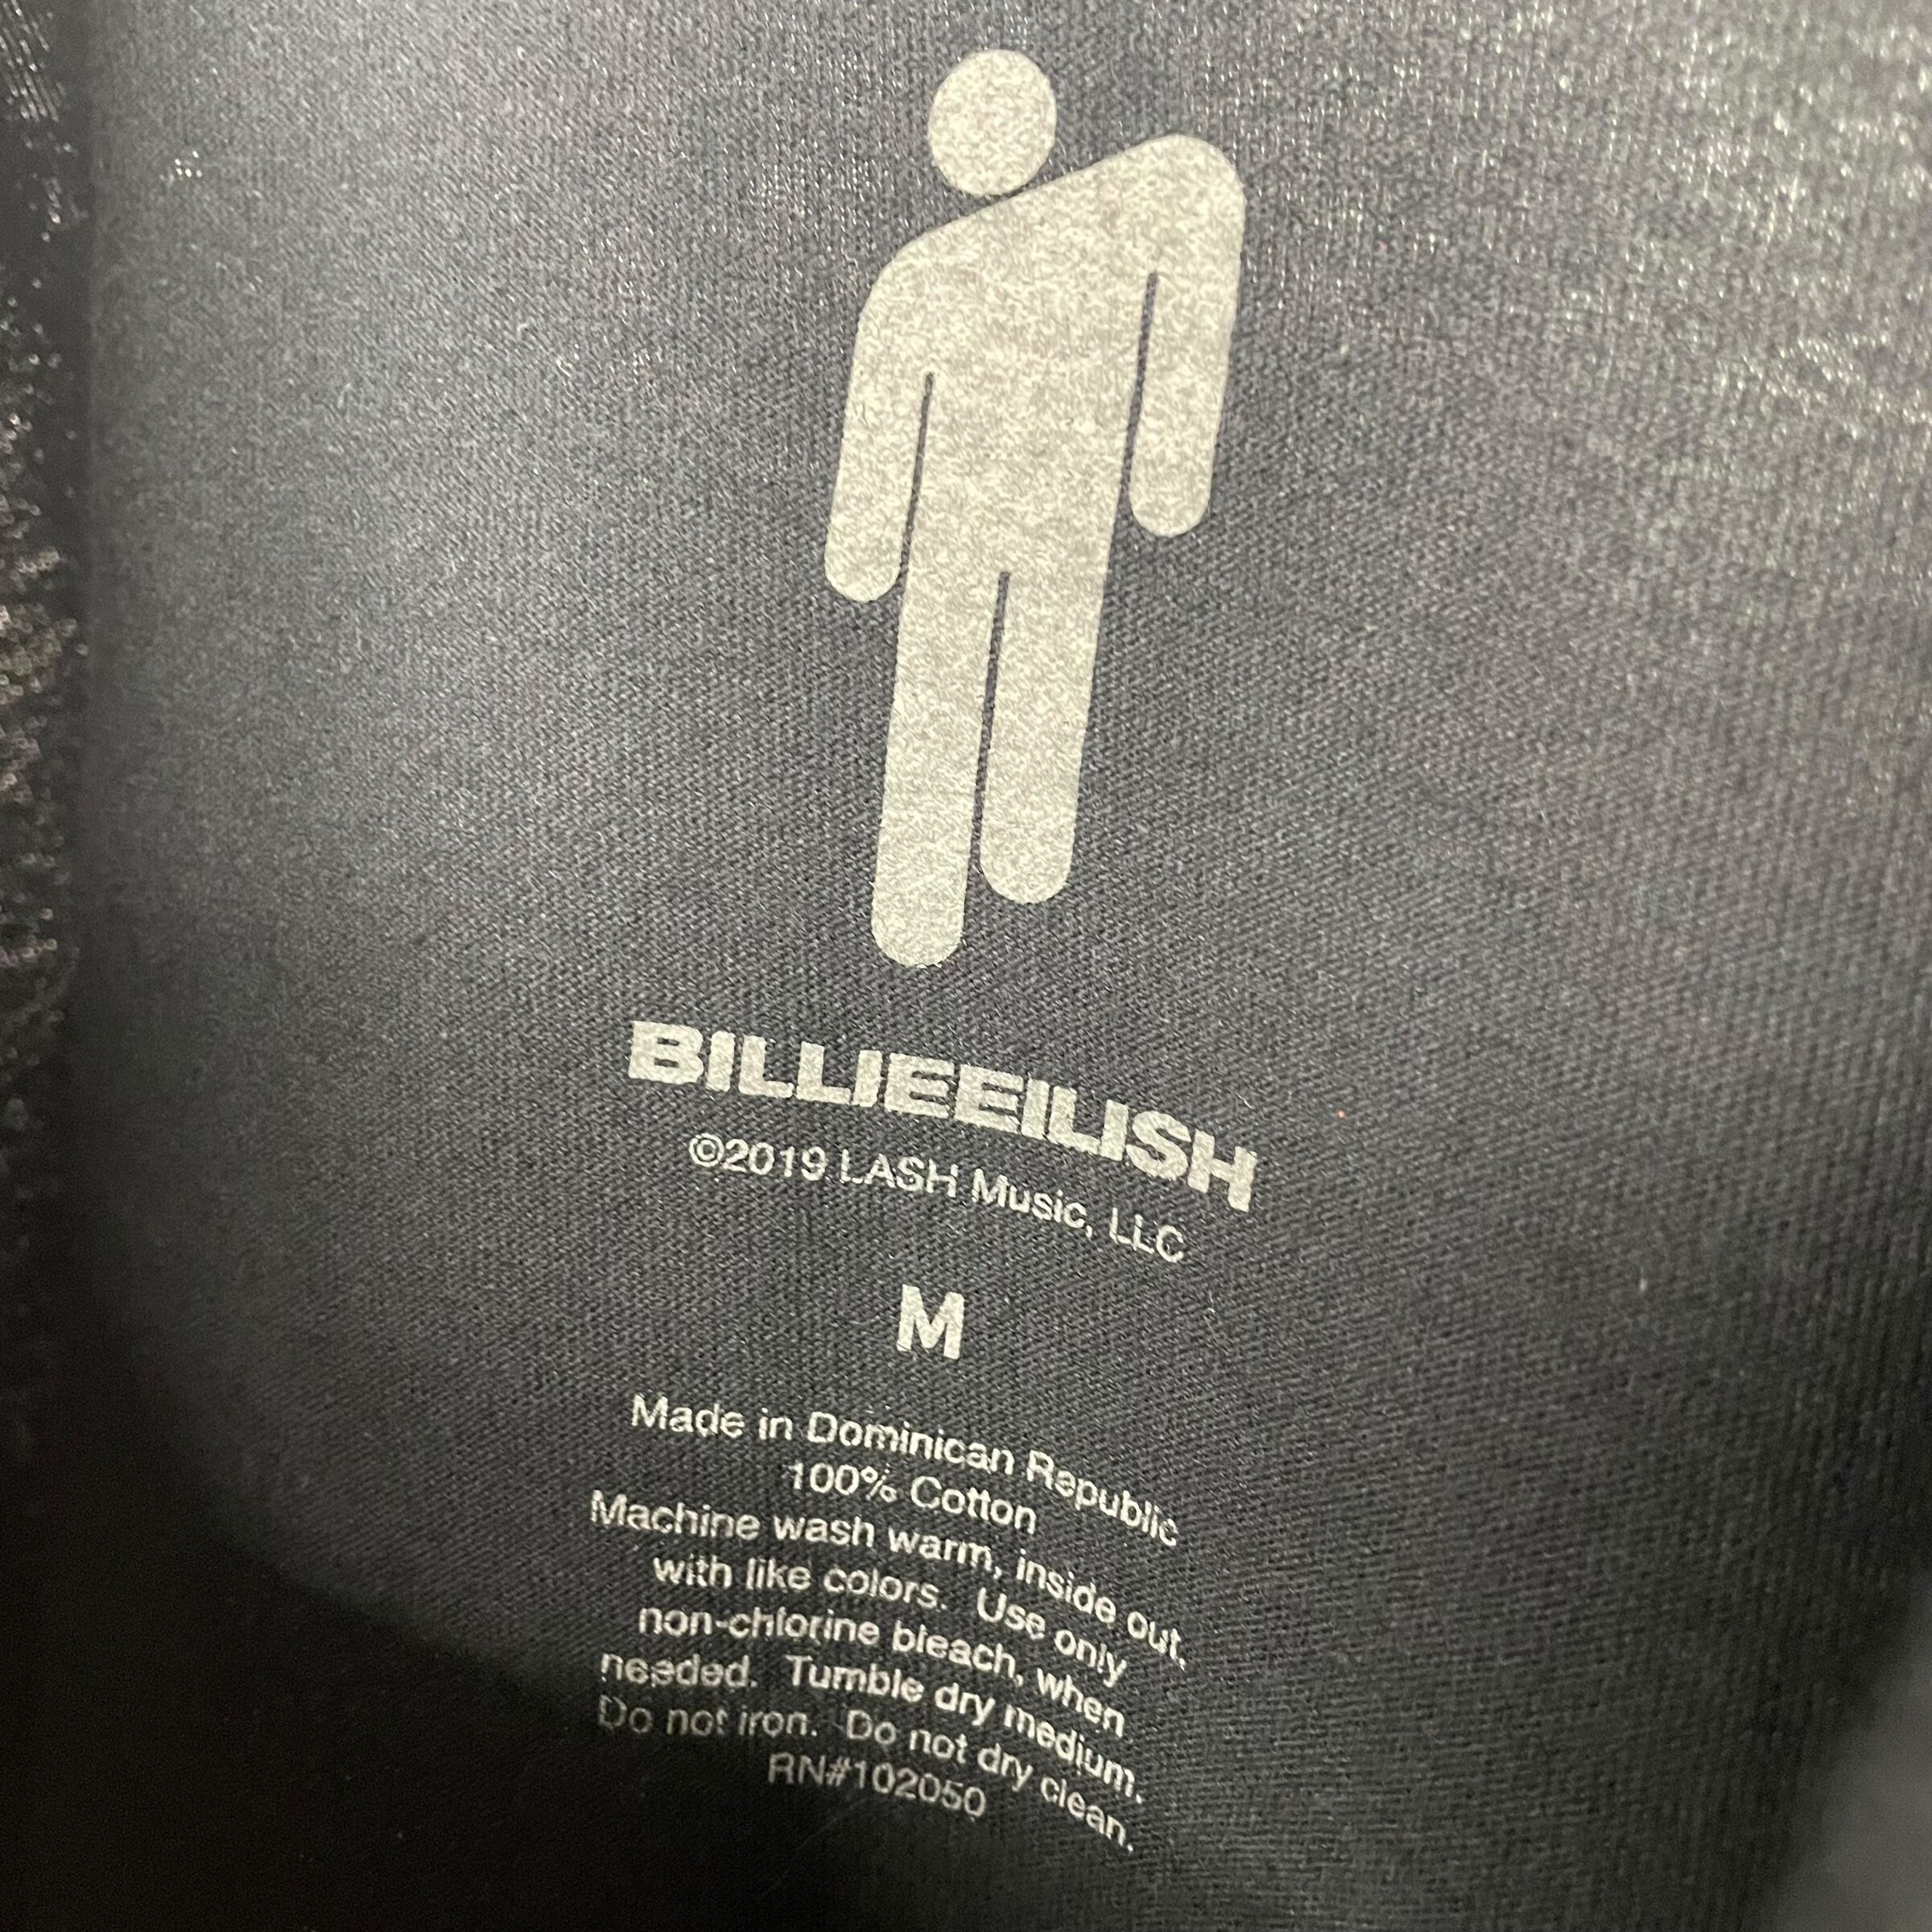 BILLIEEILISH
©2019 LASH Music, LLC
M
Made in Dominican Republic
100% Cotton
Machine wash warm, inside out.
with like colors. Use only
non-chlorine bleach, when
needed. Tumble dry medium.
Do not iron. Do not dry clean.
RN#102050